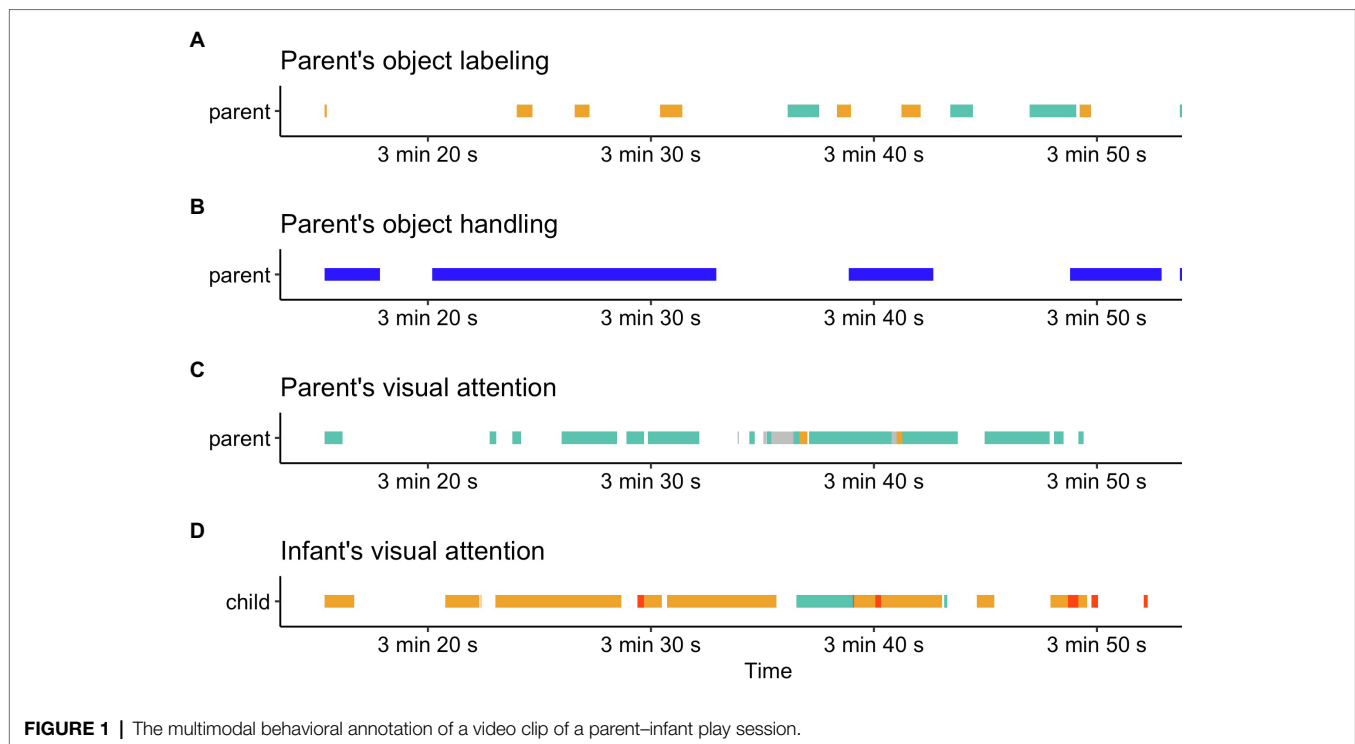 A
Parent's object labeling
parent
3 min 20 s 3 min 30 s 3 min 40 s 3 min 50 s
B
Parent's object handling
parent
3 min 20 s 3 min 30 s 3 min 40 s 3 min 50 s
C
Parent's visual attention
parent
3 min 20 s 3 min 30 s 3 min 40 s 3 min 50 s
D
Infant's visual attention
child
3 min 20 s 3 min 30 s 3 min 40 s 3 min 50 s
Time
FIGURE 1 | The multimodal behavioral annotation of a video clip of a parent–infant play session.